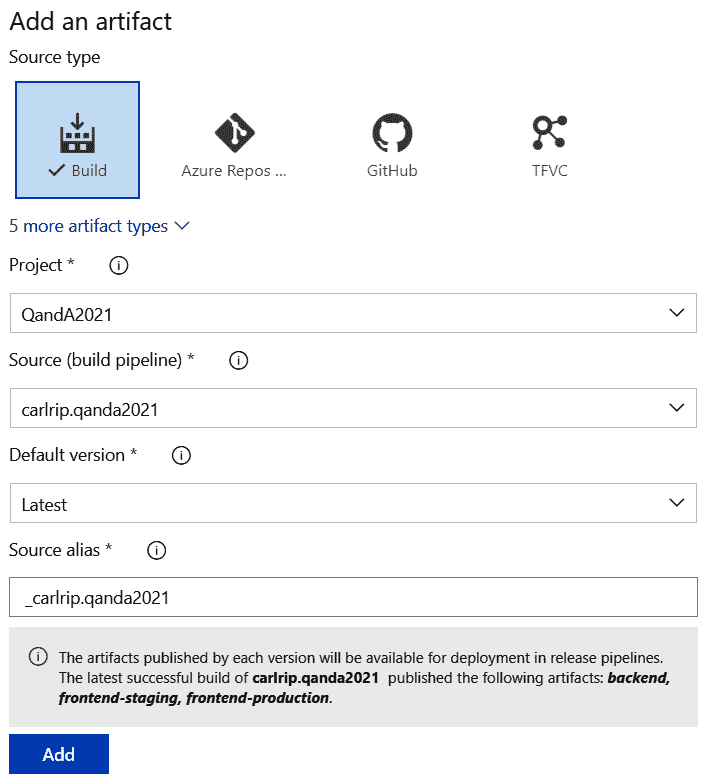 Add an artifact
Source type
Build
Azure Repos ...
GitHub
TFVC
5 more artifact types
Project *
QandA2021
Source (build pipeline) *
carlrip.qanda2021
Default version *
Latest
Source alias *
_carlrip.qanda2021
The artifacts published by each version will be available for deployment in release pipelines.
The latest successful build of carlrip.qanda2021 published the following artifacts: backend,
frontend-staging, frontend-production.
Add